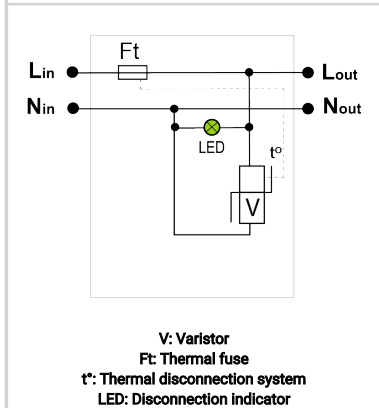 Ft
Lin
Lout
Nin
Nout
LED
t°
V
V: Varistor
Ft: Thermal fuse
t°: Thermal disconnection system
LED: Disconnection indicator